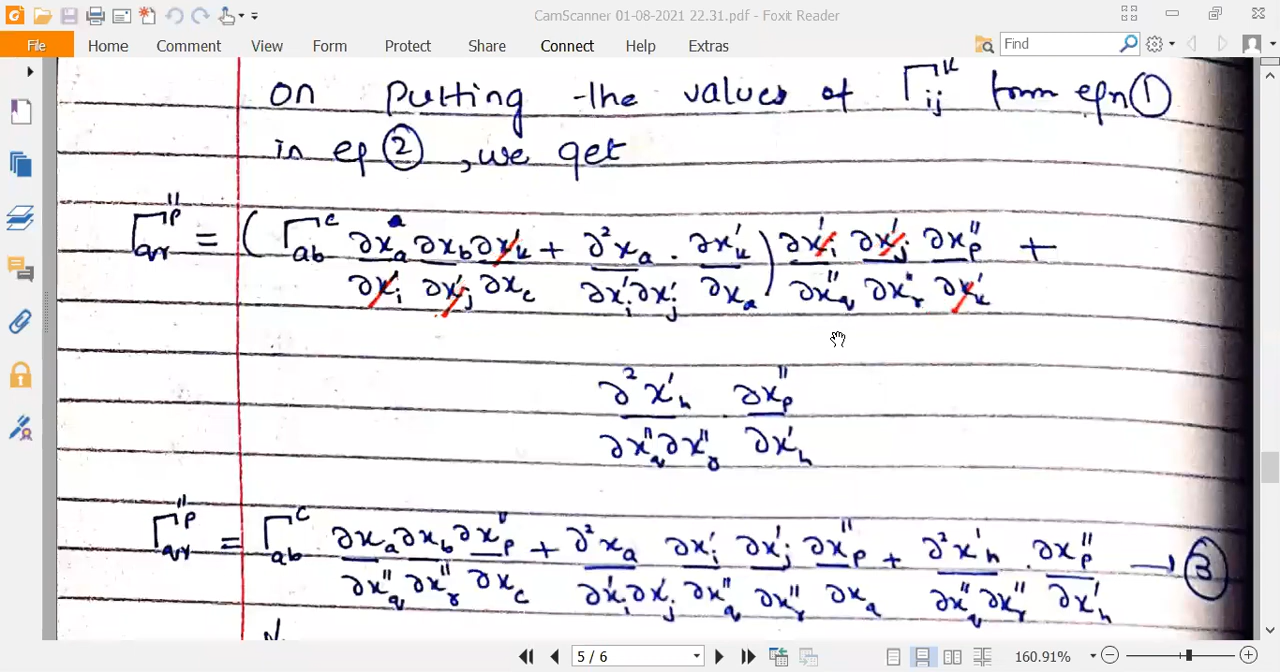 CamScanner 01-08-2021 22.31.pdf - Foxit Reader
File Home Comment View Form Protect Share Connect Help Extras Find
on putting the values of Γᵏᵢⱼ form eqn ①
in eq ②, we get
Γ''ᵖ_qr = ( Γᶜ_ab ∂x_a/∂x'_i ∂x_b/∂x'_j ∂x'_k/∂x_c + ∂²x_a/∂x'_i∂x'_j · ∂x'_k/∂x_a ) ∂x'_i/∂x''_q ∂x'_j/∂x''_r ∂x''_p/∂x'_k +
∂²x'_h/∂x''_q∂x''_r ∂x''_p/∂x'_h
Γ''ᵖ_qr = Γᶜ_ab ∂x_a/∂x''_q ∂x_b/∂x''_r ∂x''_p/∂x_c + ∂²x_a/∂x'_i∂x'_j ∂x'_i/∂x''_q ∂x'_j/∂x''_r ∂x''_p/∂x_a + ∂²x'_h/∂x''_q∂x''_r · ∂x''_p/∂x'_h → ③
5 / 6
160.91%